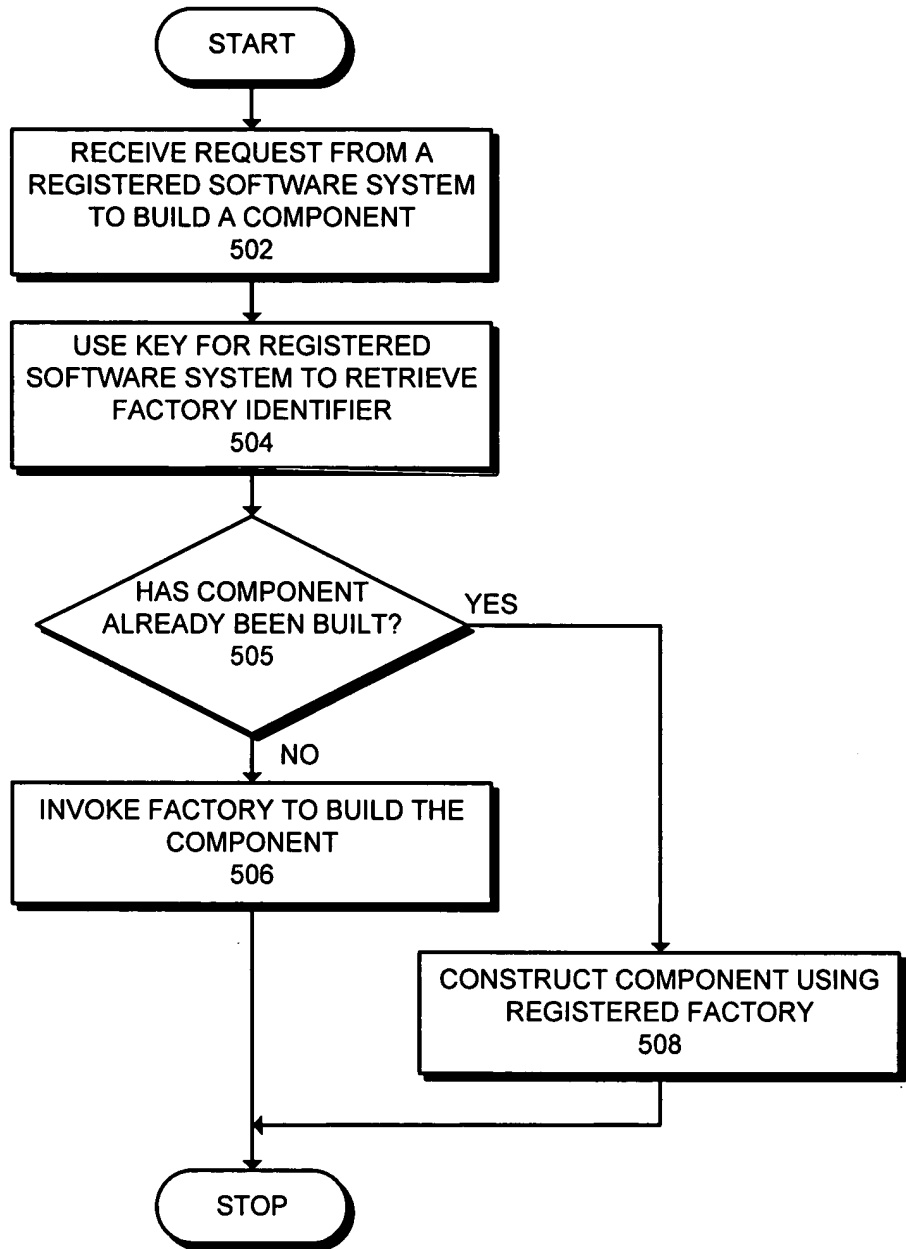 START
RECEIVE REQUEST FROM A
REGISTERED SOFTWARE SYSTEM
TO BUILD A COMPONENT
502
USE KEY FOR REGISTERED
SOFTWARE SYSTEM TO RETRIEVE
FACTORY IDENTIFIER
504
HAS COMPONENT
ALREADY BEEN BUILT?
505
YES
NO
INVOKE FACTORY TO BUILD THE
COMPONENT
506
CONSTRUCT COMPONENT USING
REGISTERED FACTORY
508
STOP